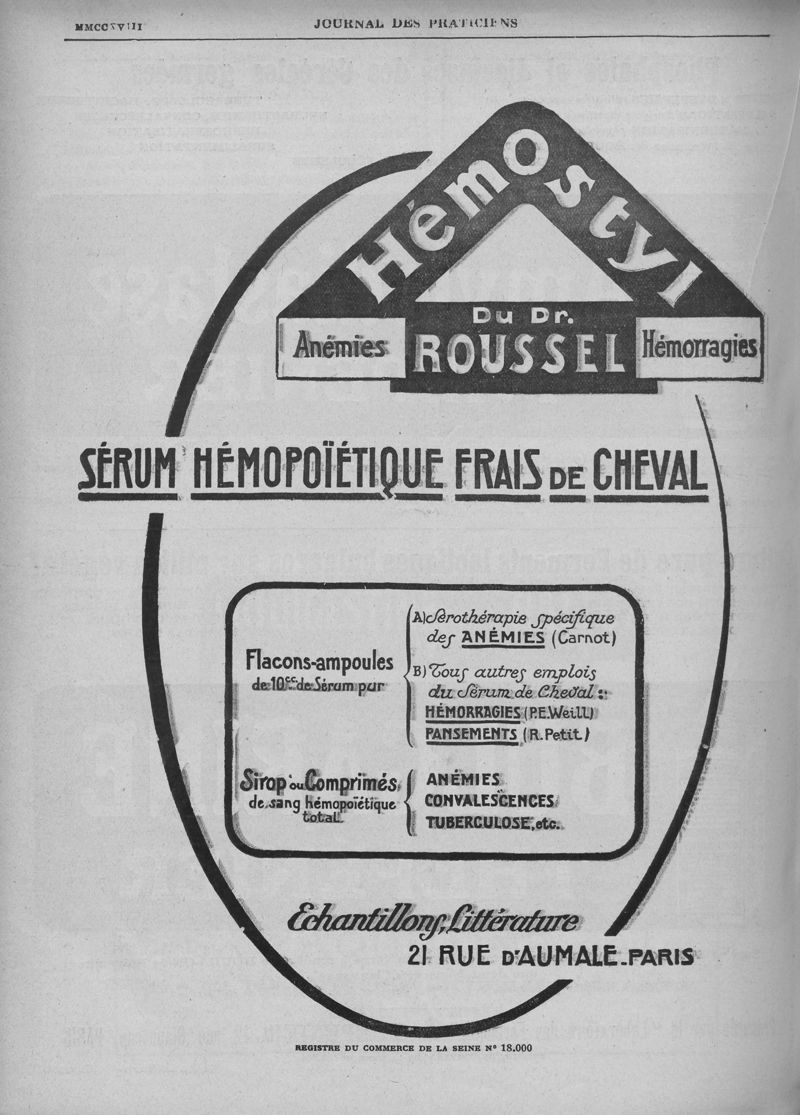 JOURNAL DES PRATICIENS
Hémostyl
Du Dr.
ROUSSEL
Anémies
Hémorragies
SÉRUM HÉMOPOÏÉTIQUE FRAIS DE CHEVAL
Flacons-ampoules
de 10cc de Sérum pur
A) Sérothérapie spécifique
des ANÉMIES (Carnot)
B) Tous autres emplois
du Sérum de Cheval :
HÉMORRAGIES (P.E. Weill)
PANSEMENTS (R. Petit)
Sirop ou Comprimés
de sang hémopoïétique
total
ANÉMIES
CONVALESCENCES
TUBERCULOSE, etc.
Echantillons, Littérature
21 RUE D'AUMALE - PARIS
REGISTRE DU COMMERCE DE LA SEINE N° 18.000